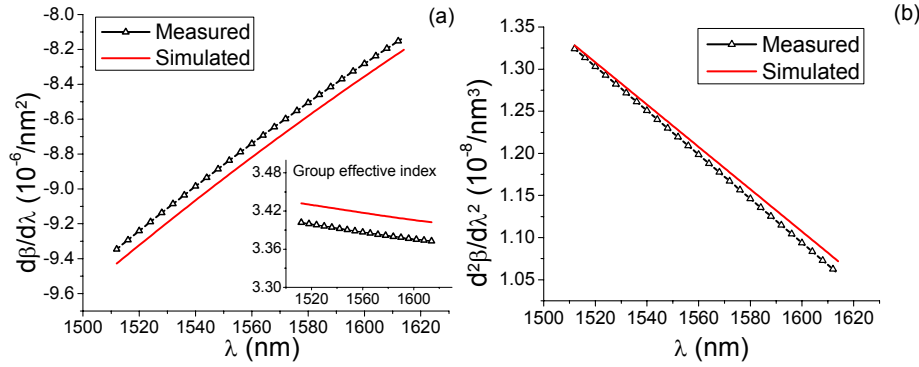 (a)
Measured
Simulated
dβ/dλ (10⁻⁶/nm²)
-8.0
-8.2
-8.4
-8.6
-8.8
-9.0
-9.2
-9.4
-9.6
1500 1520 1540 1560 1580 1600 1620
λ (nm)
Group effective index
3.48
3.42
3.36
3.30
1520 1560 1600
(b)
Measured
Simulated
d²β/dλ² (10⁻⁸/nm³)
1.35
1.30
1.25
1.20
1.15
1.10
1.05
1500 1520 1540 1560 1580 1600 1620
λ (nm)